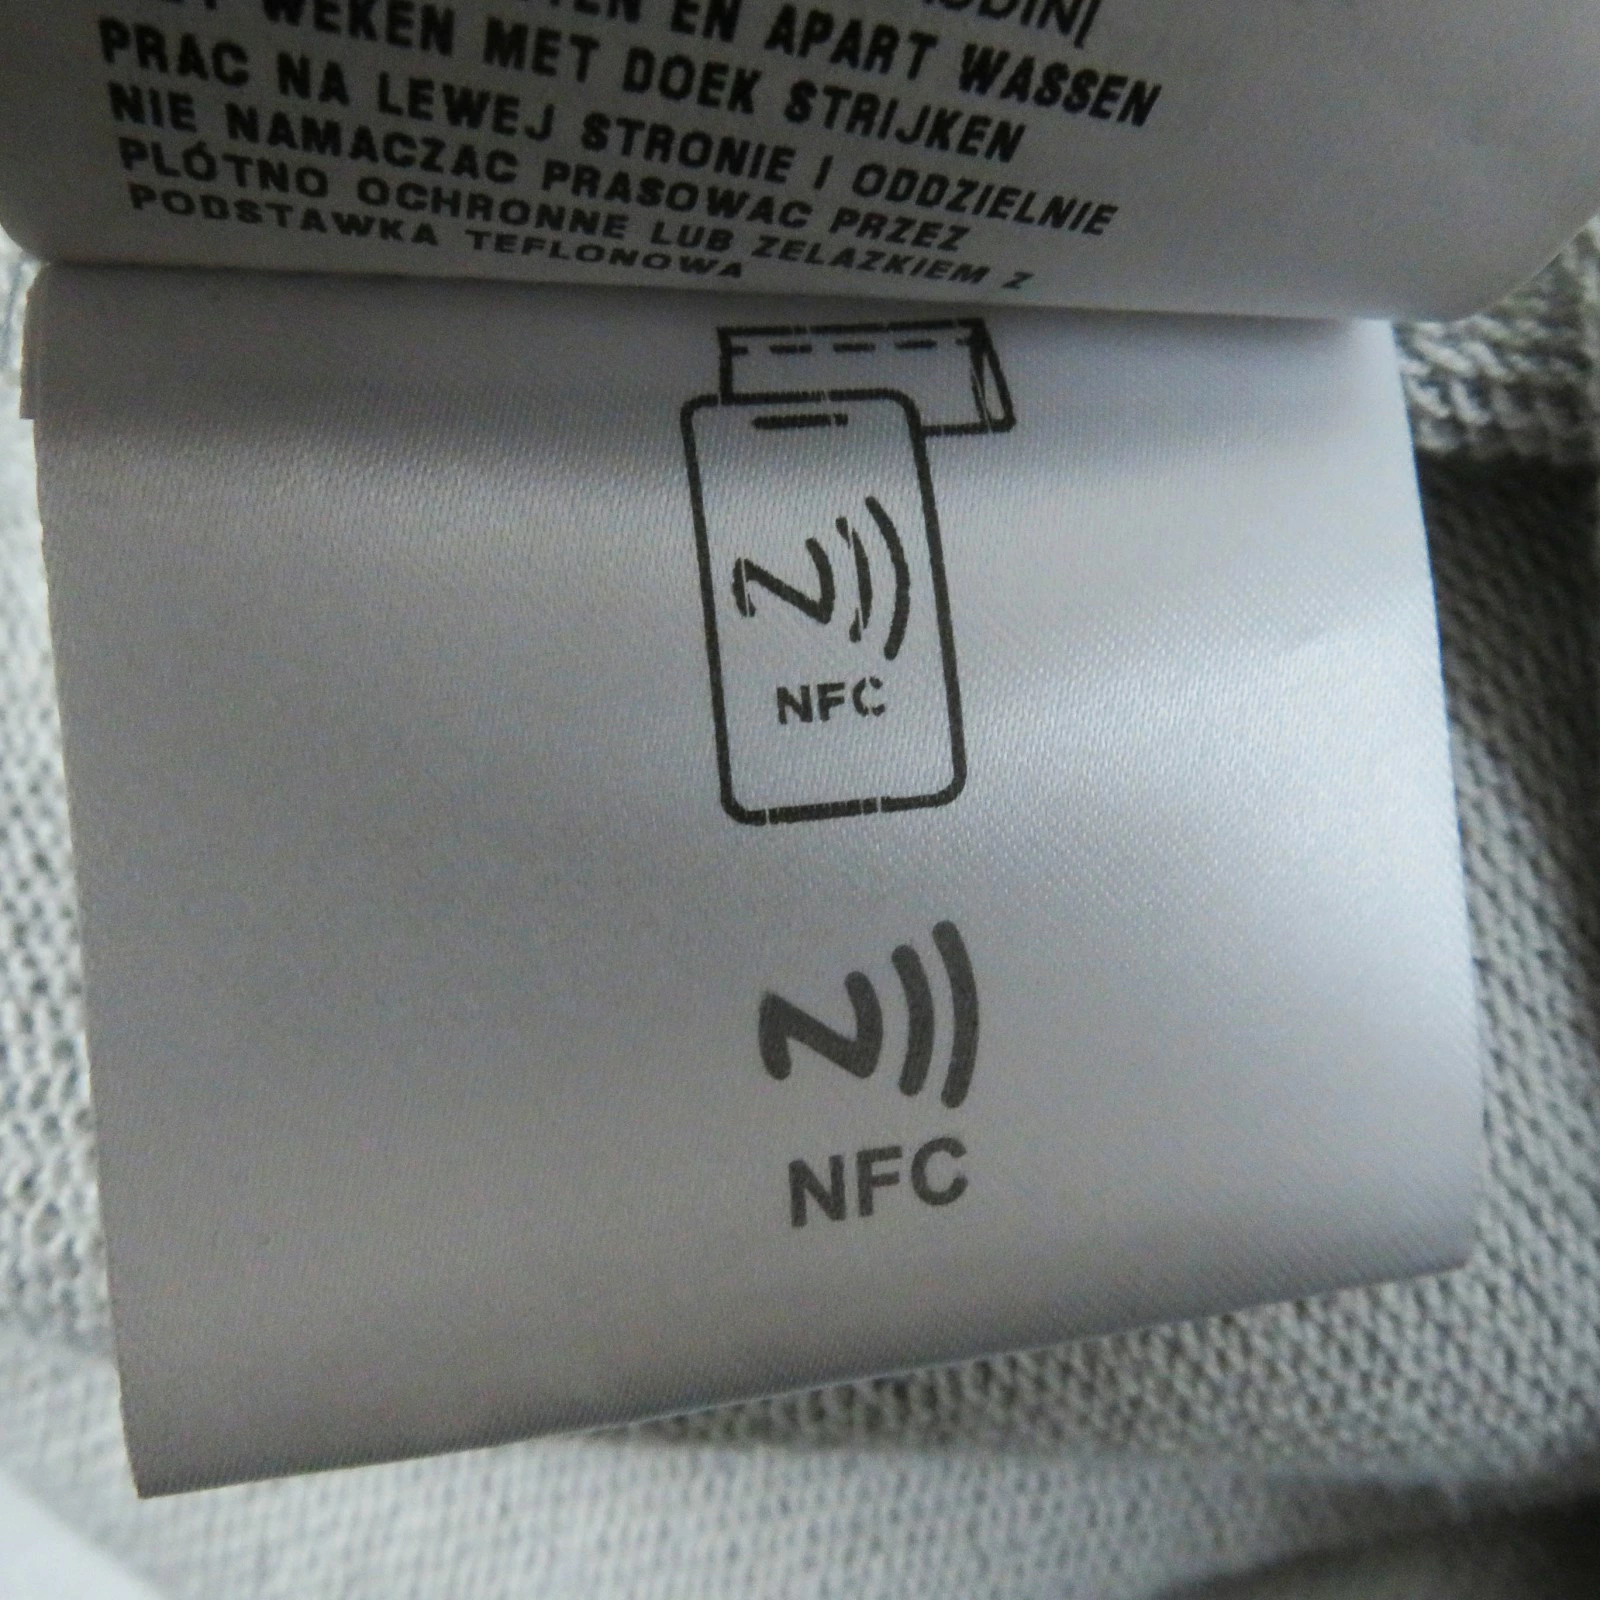 EN APART WASSEN
WEKEN MET DOEK STRIJKEN
PRAC NA LEWEJ STRONIE I ODDZIELNIE
NIE NAMACZAC PRASOWAC PRZEZ
PLÓTNO OCHRONNE LUB ZELAZKIEM Z
PODSTAWKA TEFLONOWA
NFC
NFC